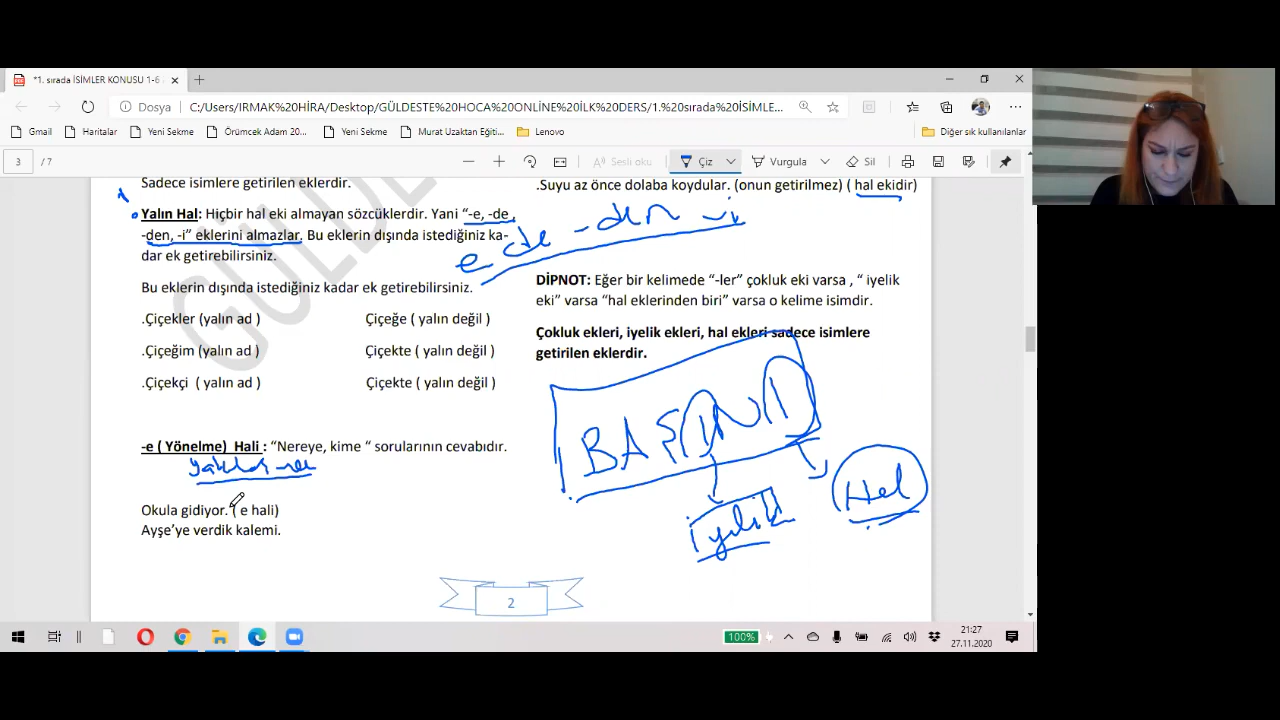 *1. sırada İSİMLER KONUSU 1-6
Dosya
C:/Users/IRMAK%20HİRA/Desktop/GÜLDESTE%20HOCA%20ONLİNE%20İLK%20DERS/1.%20sırada%20İSİMLE...
Gmail
Haritalar
Yeni Sekme
Örümcek Adam 20...
Yeni Sekme
Murat Uzaktan Eğiti...
Lenovo
Diğer sık kullanılanlar
3 / 7
Sesli oku
Çiz
Vurgula
Sil
Sadece isimlere getirilen eklerdir.
Yalın Hal: Hiçbir hal eki almayan sözcüklerdir. Yani "-e, -de ,
-den, -i" eklerini almazlar. Bu eklerin dışında istediğiniz ka-
dar ek getirebilirsiniz.
Bu eklerin dışında istediğiniz kadar ek getirebilirsiniz.
.Çiçekler (yalın ad ) Çiçeğe ( yalın değil )
.Çiçeğim (yalın ad ) Çiçekte ( yalın değil )
.Çiçekçi ( yalın ad ) Çiçekte ( yalın değil )
-e ( Yönelme) Hali : "Nereye, kime " sorularının cevabıdır.
Okula gidiyor. ( e hali)
Ayşe'ye verdik kalemi.
.Suyu az önce dolaba koydular. (onun getirilmez) ( hal ekidir)
e de -den -i
DİPNOT: Eğer bir kelimede "-ler" çokluk eki varsa , " iyelik
eki" varsa "hal eklerinden biri" varsa o kelime isimdir.
Çokluk ekleri, iyelik ekleri, hal ekleri sadece isimlere
getirilen eklerdir.
BAŞINI
iyelik
Hal
2
GÜLDE
100%
21:27
27.11.2020